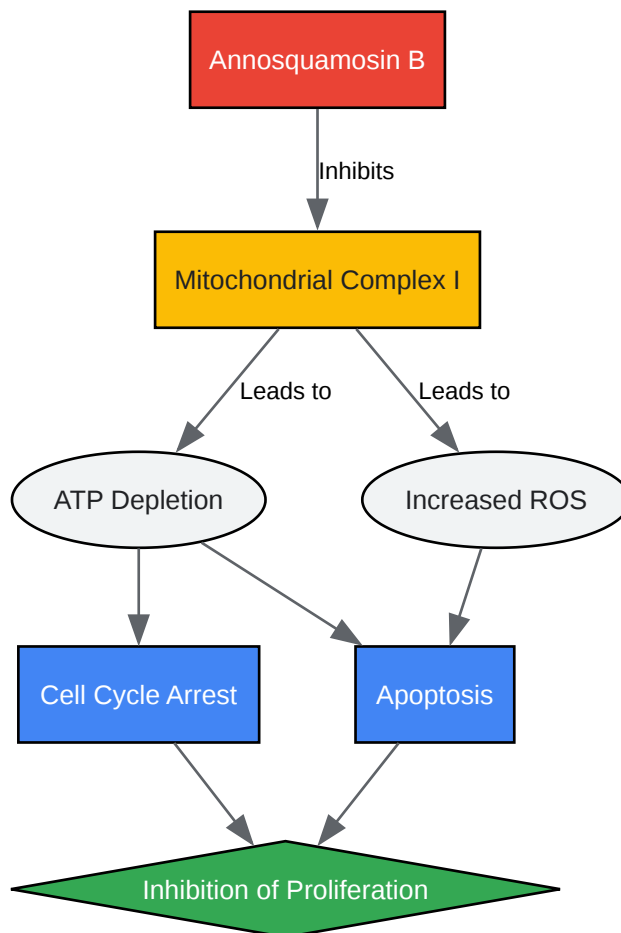 Annosquamosin B
Inhibits
Mitochondrial Complex I
Leads to
Leads to
ATP Depletion
Increased ROS
Cell Cycle Arrest
Apoptosis
Inhibition of Proliferation